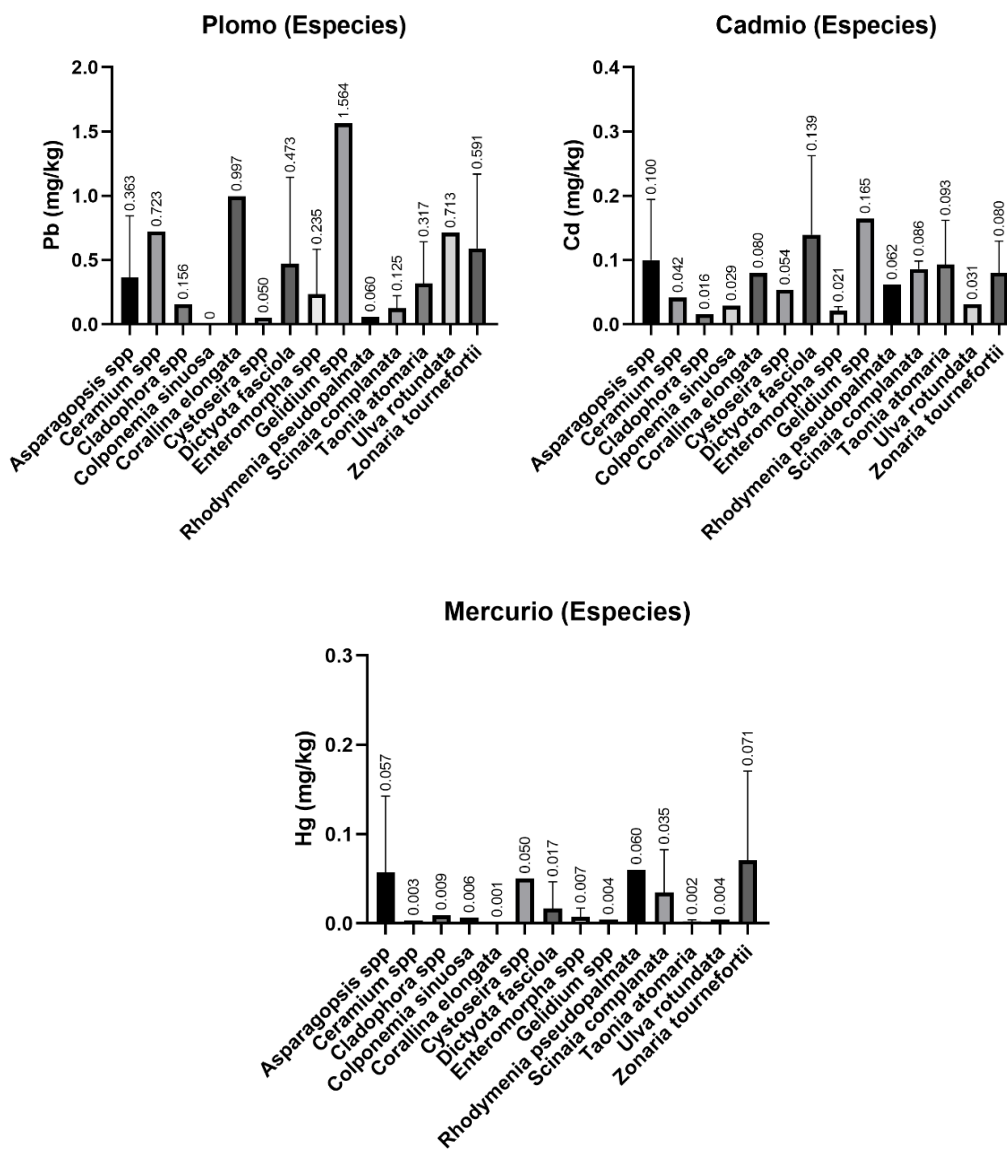 Plomo (Especies)
Pb (mg/kg)
2.0
1.5
1.0
0.5
0.0
0.363
0.723
0.156
0
0.997
0.050
0.473
0.235
1.564
0.060
0.125
0.317
0.713
0.591
Asparagopsis spp
Ceramium spp
Cladophora spp
Colponemia sinuosa
Corallina elongata
Cystoseira spp
Dictyota fasciola
Enteromorpha spp
Gelidium spp
Rhodymenia pseudopalmata
Scinaia complanata
Taonia atomaria
Ulva rotundata
Zonaria tournefortii
Cadmio (Especies)
Cd (mg/kg)
0.4
0.3
0.2
0.1
0.0
0.100
0.042
0.016
0.029
0.080
0.054
0.139
0.021
0.165
0.062
0.086
0.093
0.031
0.080
Asparagopsis spp
Ceramium spp
Cladophora spp
Colponemia sinuosa
Corallina elongata
Cystoseira spp
Dictyota fasciola
Enteromorpha spp
Gelidium spp
Rhodymenia pseudopalmata
Scinaia complanata
Taonia atomaria
Ulva rotundata
Zonaria tournefortii
Mercurio (Especies)
Hg (mg/kg)
0.3
0.2
0.1
0.0
0.057
0.003
0.009
0.006
0.001
0.050
0.017
0.007
0.004
0.060
0.035
0.002
0.004
0.071
Asparagopsis spp
Ceramium spp
Cladophora spp
Colponemia sinuosa
Corallina elongata
Cystoseira spp
Dictyota fasciola
Enteromorpha spp
Gelidium spp
Rhodymenia pseudopalmata
Scinaia complanata
Taonia atomaria
Ulva rotundata
Zonaria tournefortii